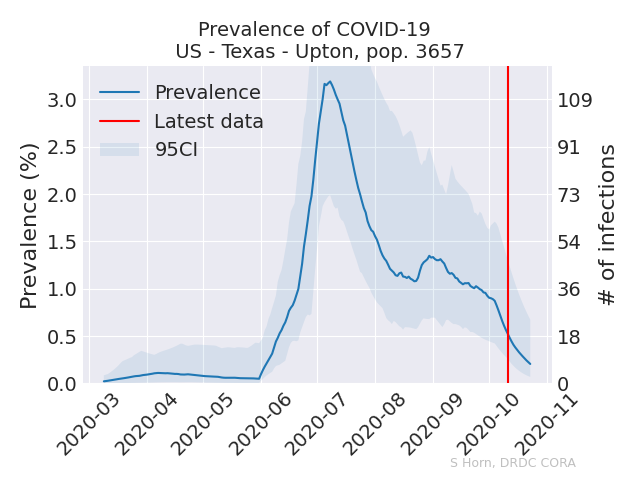 Prevalence of COVID-19
US - Texas - Upton, pop. 3657
Prevalence
Latest data
95CI
Prevalence (%)
3.0
2.5
2.0
1.5
1.0
0.5
0.0
109
91
73
54
36
18
0
# of infections
2020-03
2020-04
2020-05
2020-06
2020-07
2020-08
2020-09
2020-10
2020-11
S Horn, DRDC CORA